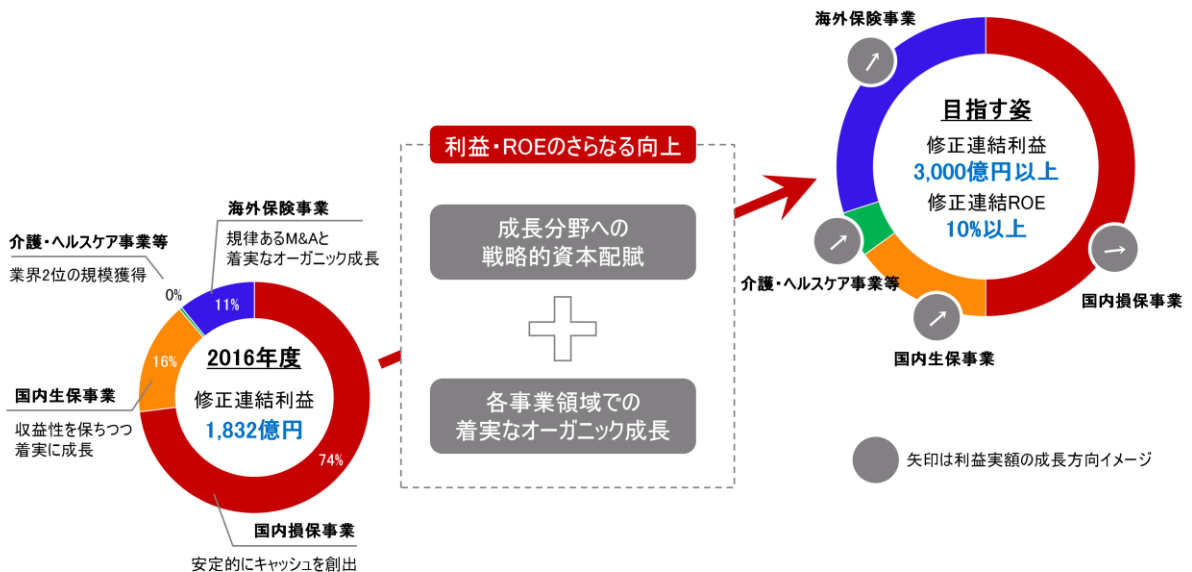 海外保険事業
規律あるM&Aと
着実なオーガニック成長
介護・ヘルスケア事業等
業界2位の規模獲得
0%
11%
16%
74%
2016年度
修正連結利益
1,832億円
国内生保事業
収益性を保ちつつ
着実に成長
国内損保事業
安定的にキャッシュを創出
利益・ROEのさらなる向上
成長分野への
戦略的資本配賦
各事業領域での
着実なオーガニック成長
海外保険事業
目指す姿
修正連結利益
3,000億円以上
修正連結ROE
10%以上
介護・ヘルスケア事業等
国内損保事業
国内生保事業
矢印は利益実額の成長方向イメージ